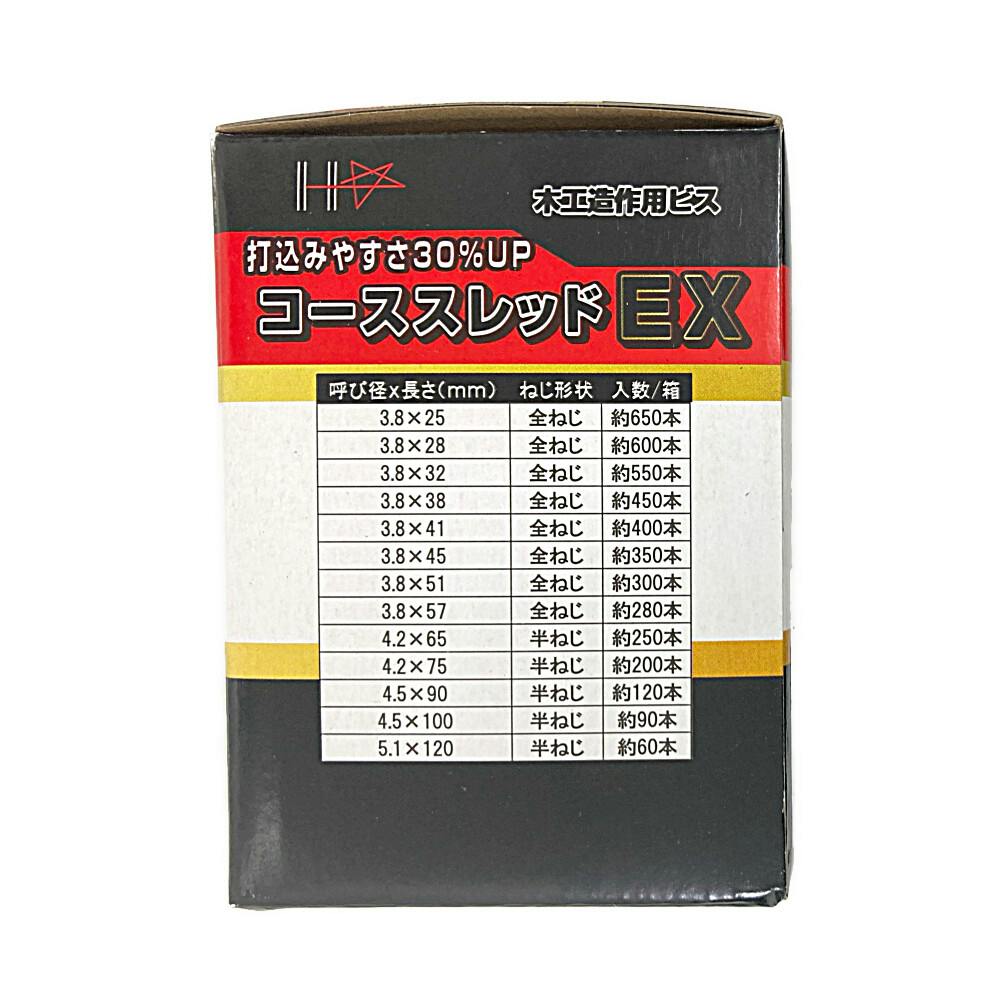 H
木工造作用ビス
打込みやすさ30%UP
コーススレッドEX
呼び径x長さ(mm) ねじ形状 入数/箱
3.8×25 全ねじ 約650本
3.8×28 全ねじ 約600本
3.8×32 全ねじ 約550本
3.8×38 全ねじ 約450本
3.8×41 全ねじ 約400本
3.8×45 全ねじ 約350本
3.8×51 全ねじ 約300本
3.8×57 全ねじ 約280本
4.2×65 半ねじ 約250本
4.2×75 半ねじ 約200本
4.5×90 半ねじ 約120本
4.5×100 半ねじ 約90本
5.1×120 半ねじ 約60本